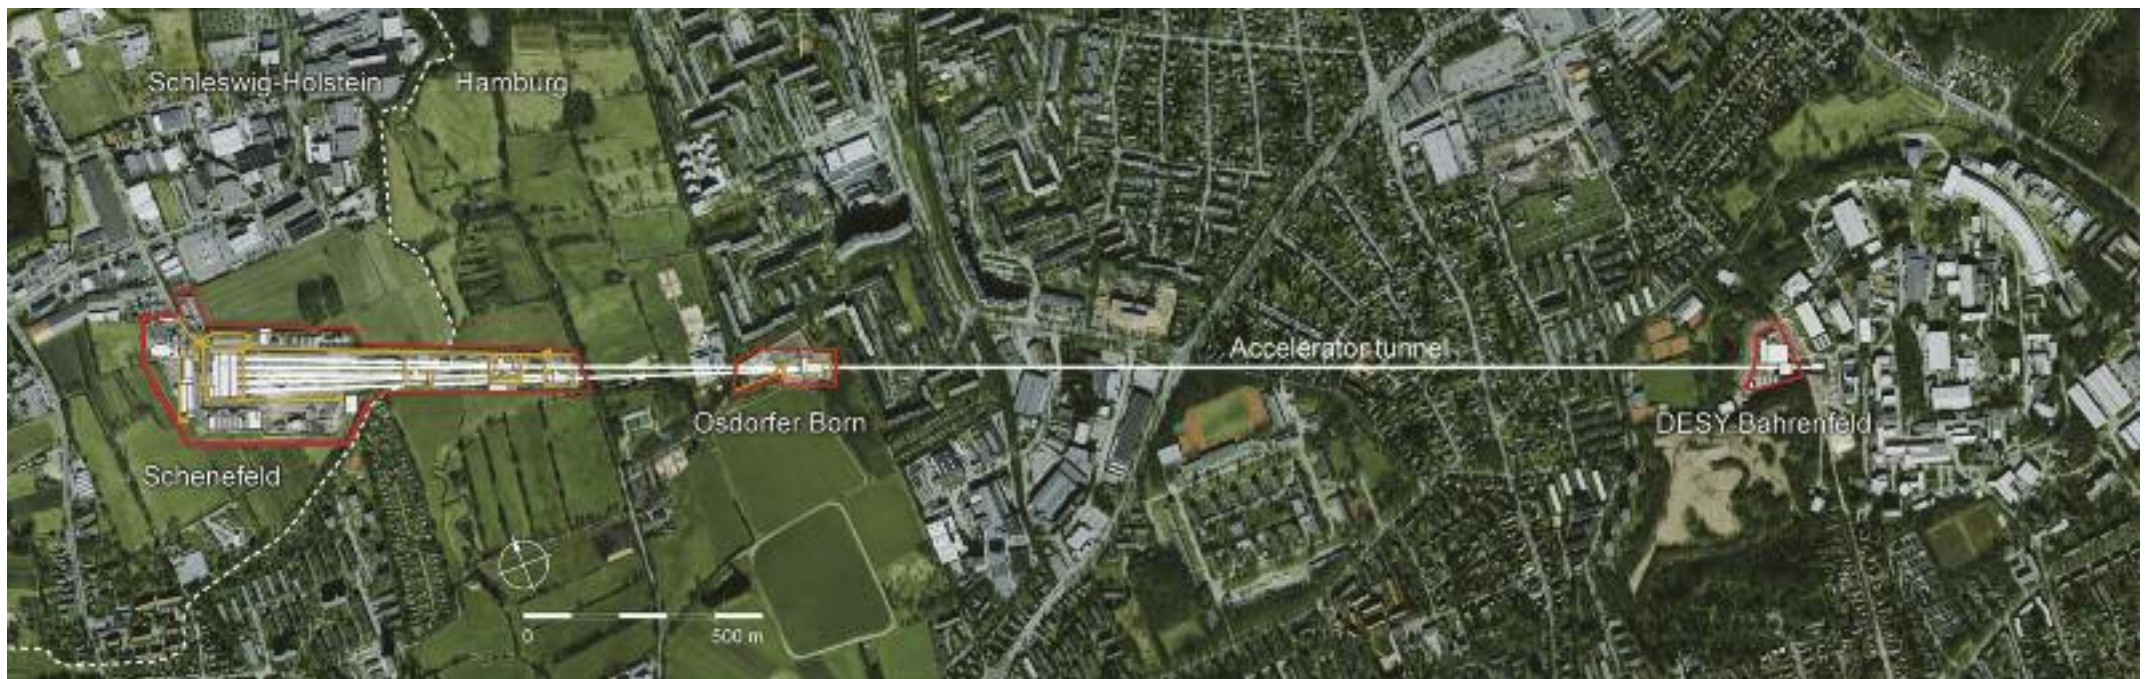 Schleswig-Holstein
Hamburg
Accelerator tunnel
Osdorfer Born
DESY Bahrenfeld
Schenefeld
0
500 m